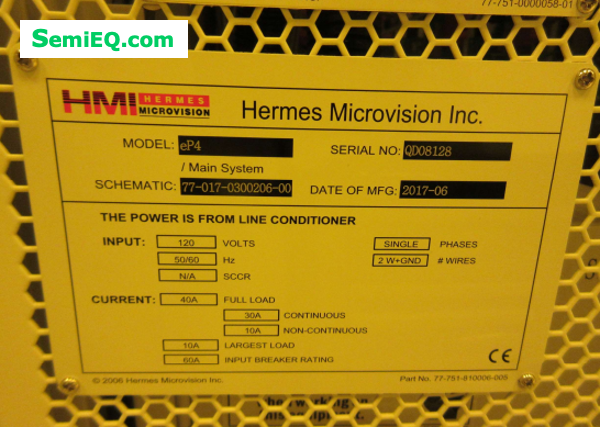 77-751-0000058-01
SemiEQ.com
HMI HERMES MICROVISION Hermes Microvision Inc.
MODEL: eP4 SERIAL NO: QD08128
/ Main System
SCHEMATIC: 77-017-0300206-00 DATE OF MFG: 2017-06
THE POWER IS FROM LINE CONDITIONER
INPUT: 120 VOLTS SINGLE PHASES
50/60 Hz 2 W+GND # WIRES
N/A SCCR
CURRENT: 40A FULL LOAD
30A CONTINUOUS
10A NON-CONTINUOUS
10A LARGEST LOAD
60A INPUT BREAKER RATING
CE
© 2006 Hermes Microvision Inc. Part No. 77-751-810006-005
when working on